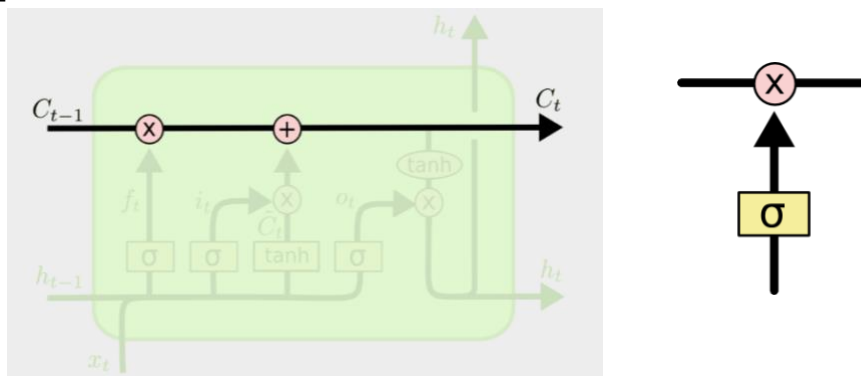 h_t
C_{t-1} C_t
x +
tanh
f_t i_t x o_t x
C̃_t
σ σ tanh σ
h_{t-1} h_t
x_t
x
σ